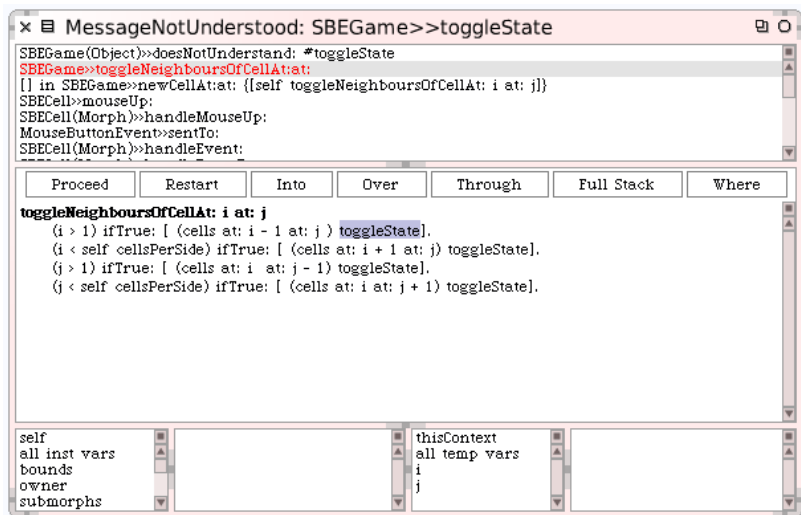 MessageNotUnderstood: SBEGame>>toggleState
SBEGame(Object)>>doesNotUnderstand: #toggleState
SBEGame>>toggleNeighboursOfCellAt:at:
[] in SBEGame>>newCellAt:at: {[self toggleNeighboursOfCellAt: i at: j]}
SBECell>>mouseUp:
SBECell(Morph)>>handleMouseUp:
MouseButtonEvent>>sentTo:
SBECell(Morph)>>handleEvent:
Proceed Restart Into Over Through Full Stack Where
toggleNeighboursOfCellAt: i at: j
(i > 1) ifTrue: [ (cells at: i - 1 at: j ) toggleState].
(i < self cellsPerSide) ifTrue: [ (cells at: i + 1 at: j) toggleState].
(j > 1) ifTrue: [ (cells at: i at: j - 1) toggleState].
(j < self cellsPerSide) ifTrue: [ (cells at: i at: j + 1) toggleState].
self
all inst vars
bounds
owner
submorphs
thisContext
all temp vars
i
j